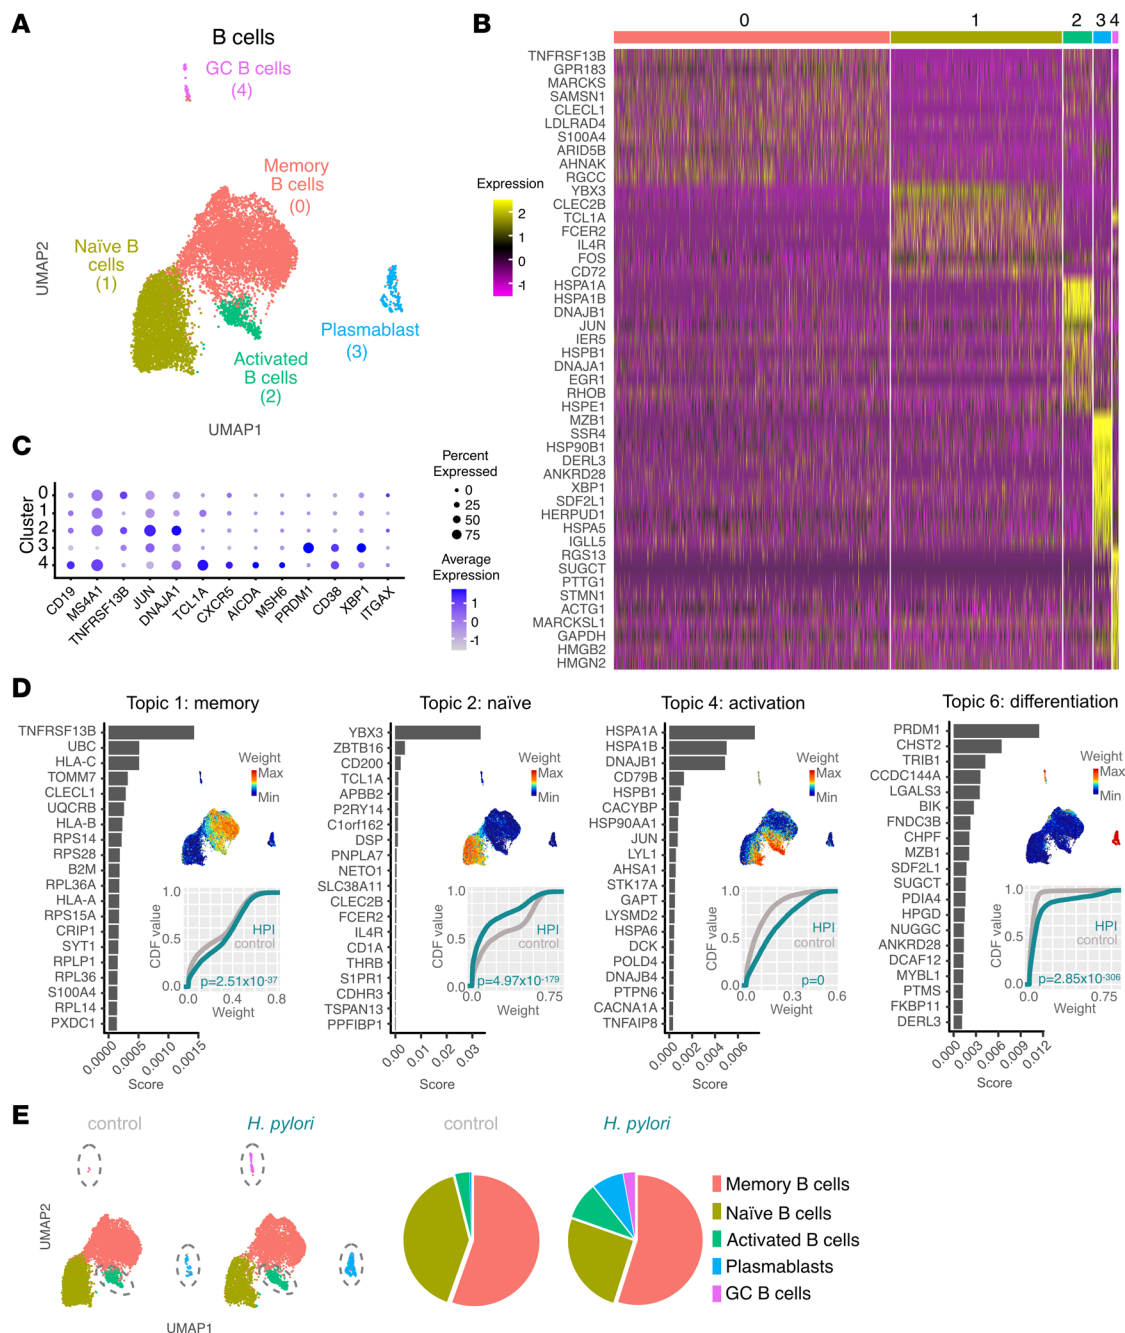 A
B cells
GC B cells
(4)
Memory
B cells
(0)
Naïve B
cells
(1)
Plasmablast
(3)
Activated
B cells
(2)
UMAP2
UMAP1
B
0
1
2
3
4
Expression
2
1
0
-1
TNFRSF13B
GPR183
MARCKS
SAMSN1
CLECL1
LDLRAD4
S100A4
ARID5B
AHNAK
RGCC
YBX3
CLEC2B
TCL1A
FCER2
IL4R
FOS
CD72
HSPA1A
HSPA1B
DNAJB1
JUN
IER5
HSPB1
DNAJA1
EGR1
RHOB
HSPE1
MZB1
SSR4
HSP90B1
DERL3
ANKRD28
XBP1
SDF2L1
HERPUD1
HSPA5
IGLL5
RGS13
SUGCT
PTTG1
STMN1
ACTG1
MARCKSL1
GAPDH
HMGB2
HMGN2
C
Cluster
0
1
2
3
4
CD19
MS4A1
TNFRSF13B
JUN
DNAJA1
TCL1A
CXCR5
AICDA
MSH6
PRDM1
CD38
XBP1
ITGAX
Percent
Expressed
0
25
50
75
Average
Expression
1
0
-1
D
Topic 1: memory
TNFRSF13B
UBC
HLA-C
TOMM7
CLECL1
UQCRB
HLA-B
RPS14
RPS28
B2M
RPL36A
HLA-A
RPS15A
CRIP1
SYT1
RPLP1
RPL36
S100A4
RPL14
PXDC1
0.0000
0.0005
0.0010
0.0015
Score
Weight
Max
Min
CDF value
1.0
0.5
0.0
HPI
control
p=2.51x10-37
0.0
0.4
0.8
Weight
Topic 2: naïve
YBX3
ZBTB16
CD200
TCL1A
APBB2
P2RY14
C1orf162
DSP
PNPLA7
NETO1
SLC38A11
CLEC2B
FCER2
IL4R
CD1A
THRB
S1PR1
CDHR3
TSPAN13
PPFIBP1
0.00
0.01
0.02
0.03
Score
Weight
Max
Min
CDF value
1.0
0.5
0.0
HPI
control
p=4.97x10-179
0.0
0.75
Weight
Topic 4: activation
HSPA1A
HSPA1B
DNAJB1
CD79B
HSPB1
CACYBP
HSP90AA1
JUN
LYL1
AHSA1
STK17A
GAPT
LYSMD2
HSPA6
DCK
POLD4
DNAJB4
PTPN6
CACNA1A
TNFAIP8
0.000
0.002
0.004
0.006
Score
Weight
Max
Min
CDF value
1.0
0.5
0.0
HPI
control
p=0
0.0
0.3
0.6
Weight
Topic 6: differentiation
PRDM1
CHST2
TRIB1
CCDC144A
LGALS3
BIK
FNDC3B
CHPF
MZB1
SDF2L1
SUGCT
PDIA4
HPGD
NUGGC
ANKRD28
DCAF12
MYBL1
PTMS
FKBP11
DERL3
0.000
0.003
0.006
0.009
0.012
Score
Weight
Max
Min
CDF value
1.0
0.5
0.0
HPI
control
p=2.85x10-306
0.00
0.75
Weight
E
control
H. pylori
UMAP2
UMAP1
control
H. pylori
Memory B cells
Naïve B cells
Activated B cells
Plasmablasts
GC B cells